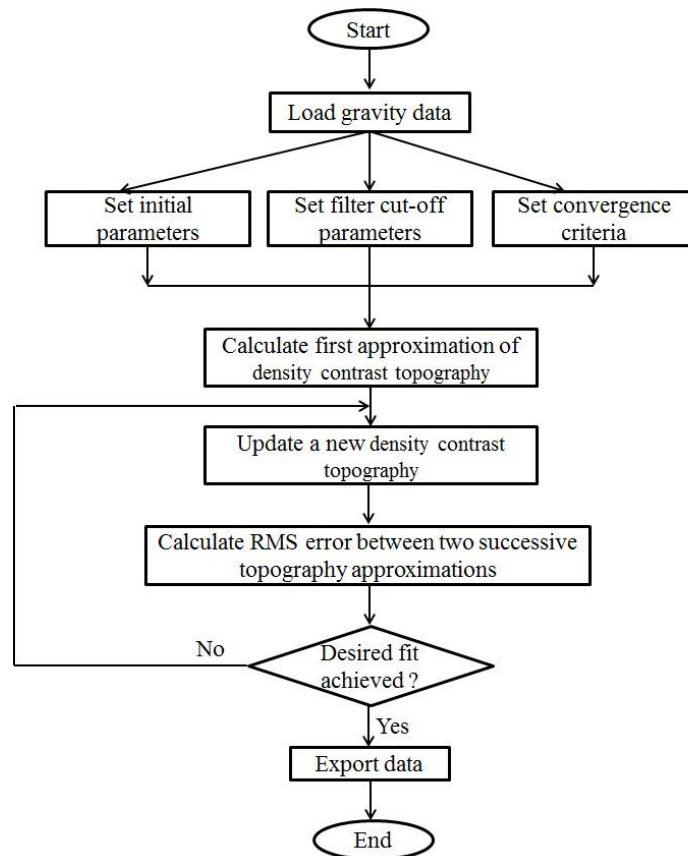 Start
Load gravity data
Set initial
parameters
Set filter cut-off
parameters
Set convergence
criteria
Calculate first approximation of
density contrast topography
Update a new density contrast
topography
Calculate RMS error between two successive
topography approximations
No
Desired fit
achieved ?
Yes
Export data
End